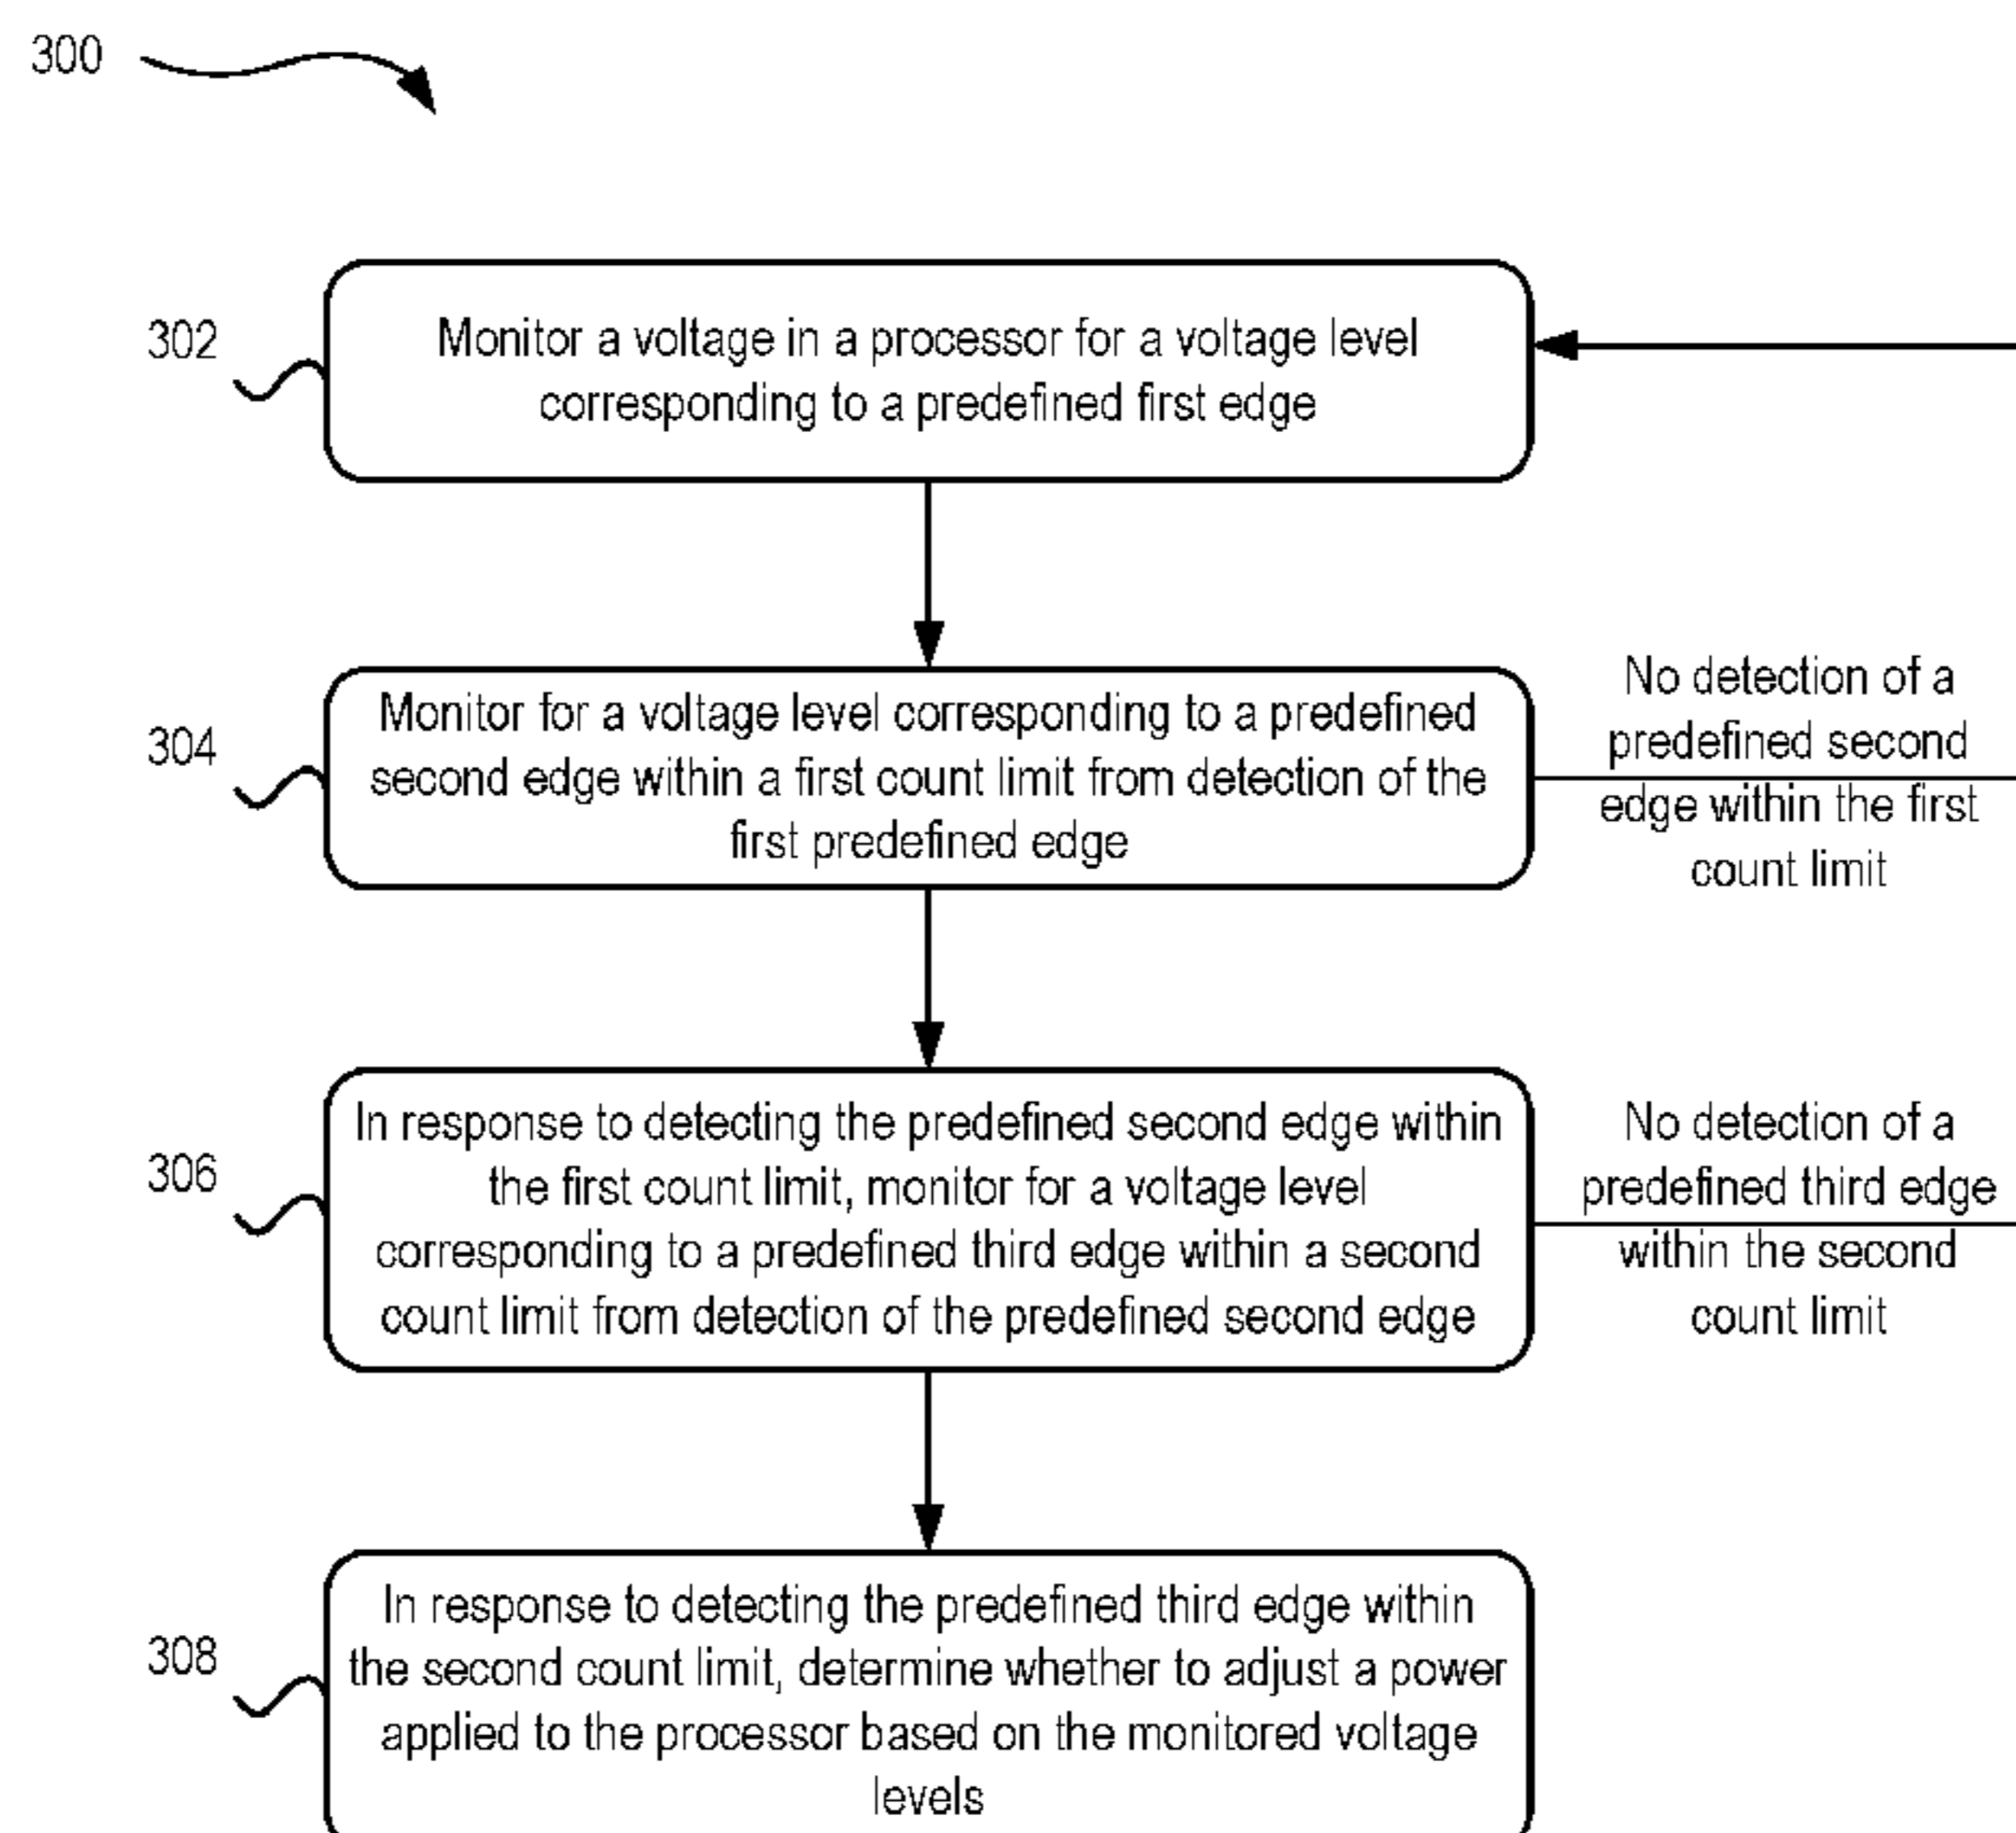 300
302
Monitor a voltage in a processor for a voltage level
corresponding to a predefined first edge
304
Monitor for a voltage level corresponding to a predefined
second edge within a first count limit from detection of the
first predefined edge
No detection of a
predefined second
edge within the first
count limit
306
In response to detecting the predefined second edge within
the first count limit, monitor for a voltage level
corresponding to a predefined third edge within a second
count limit from detection of the predefined second edge
No detection of a
predefined third edge
within the second
count limit
308
In response to detecting the predefined third edge within
the second count limit, determine whether to adjust a power
applied to the processor based on the monitored voltage
levels